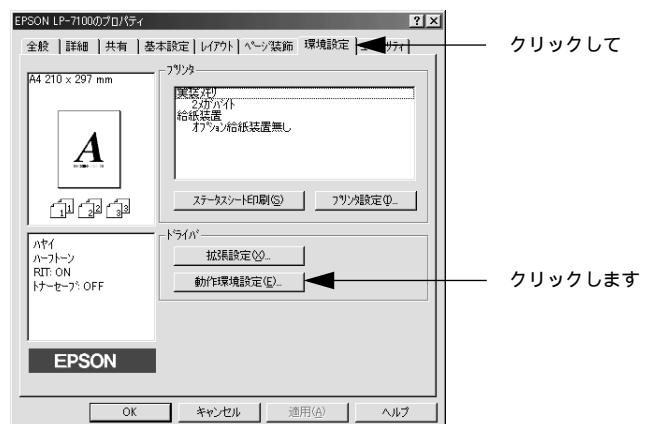 EPSON LP-7100のプロパティ
全般 詳細 共有 基本設定 レイアウト ページ装飾 環境設定
クリックして
A4 210 x 297 mm
プリンタ
実装メモリ
2メガバイト
給紙装置
オプション給紙装置無し
A
1 2 3
ステータスシート印刷(S) プリンタ設定(I)...
ハヤイ
ハーフトーン
RIT: ON
トナーセーブ: OFF
ドライバ
拡張設定(X)...
動作環境設定(E)...
クリックします
EPSON
OK キャンセル 適用(A) ヘルプ